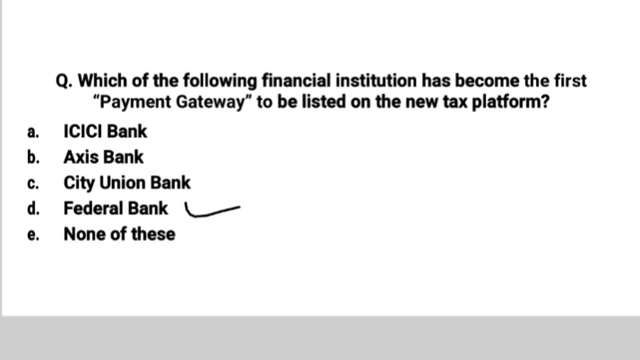 Q. Which of the following financial institution has become the first
"Payment Gateway" to be listed on the new tax platform?
a. ICICI Bank
b. Axis Bank
c. City Union Bank
d. Federal Bank
e. None of these